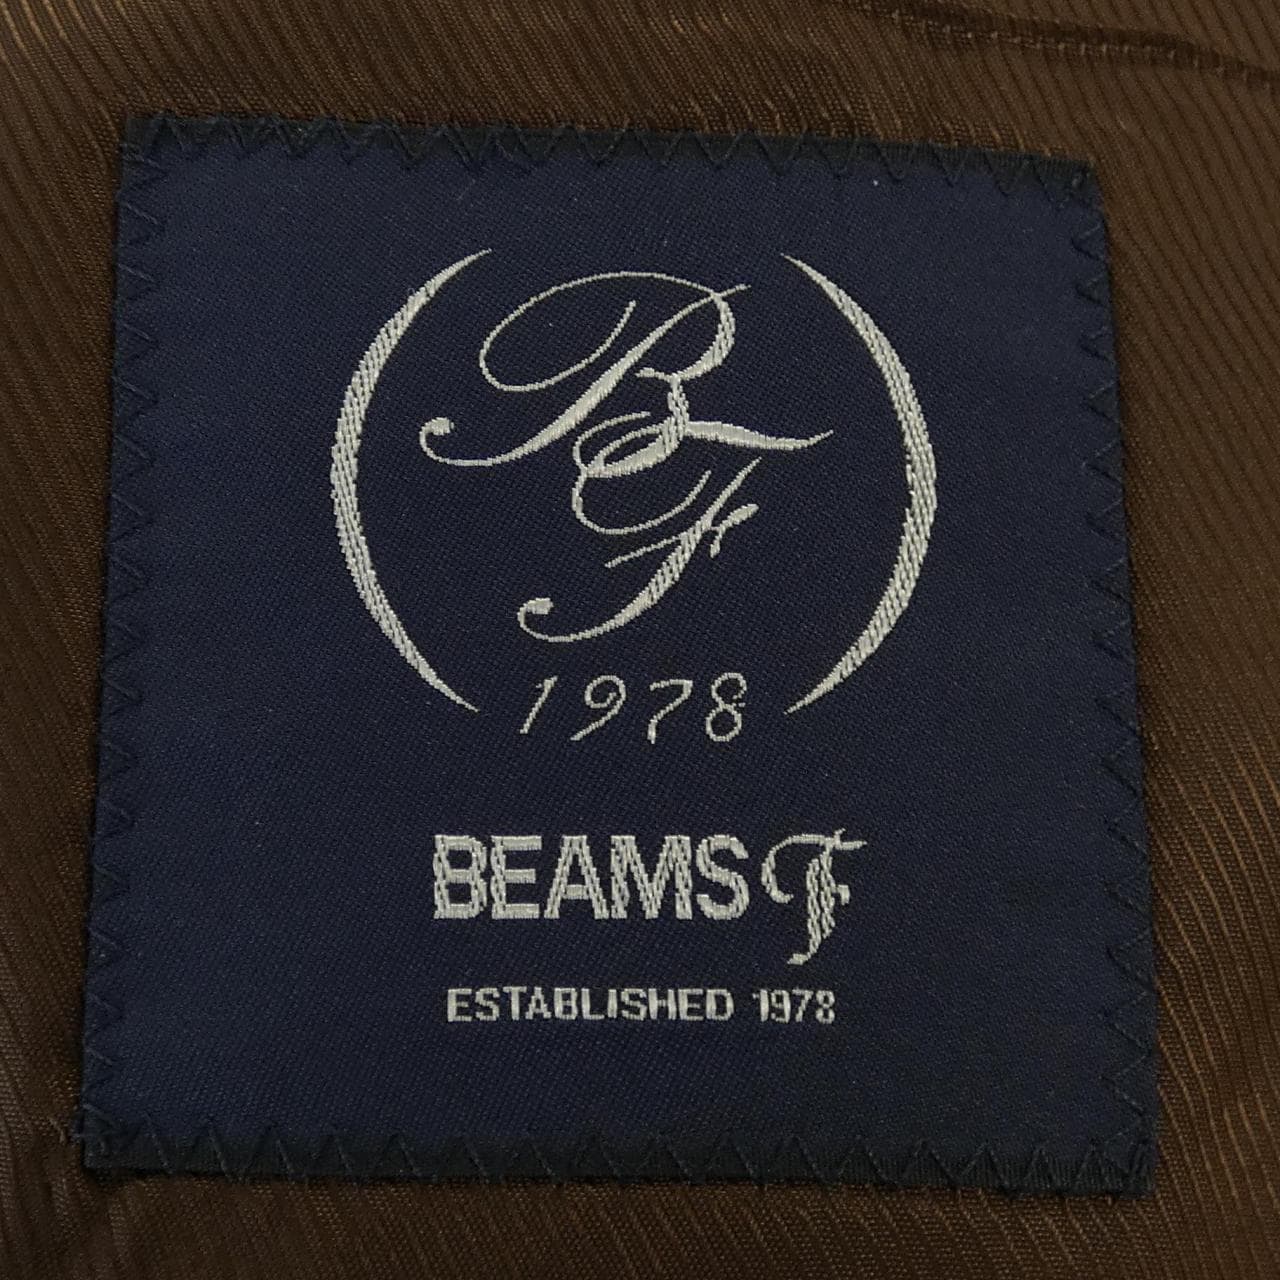 BF
1978
BEAMS F
ESTABLISHED 1978